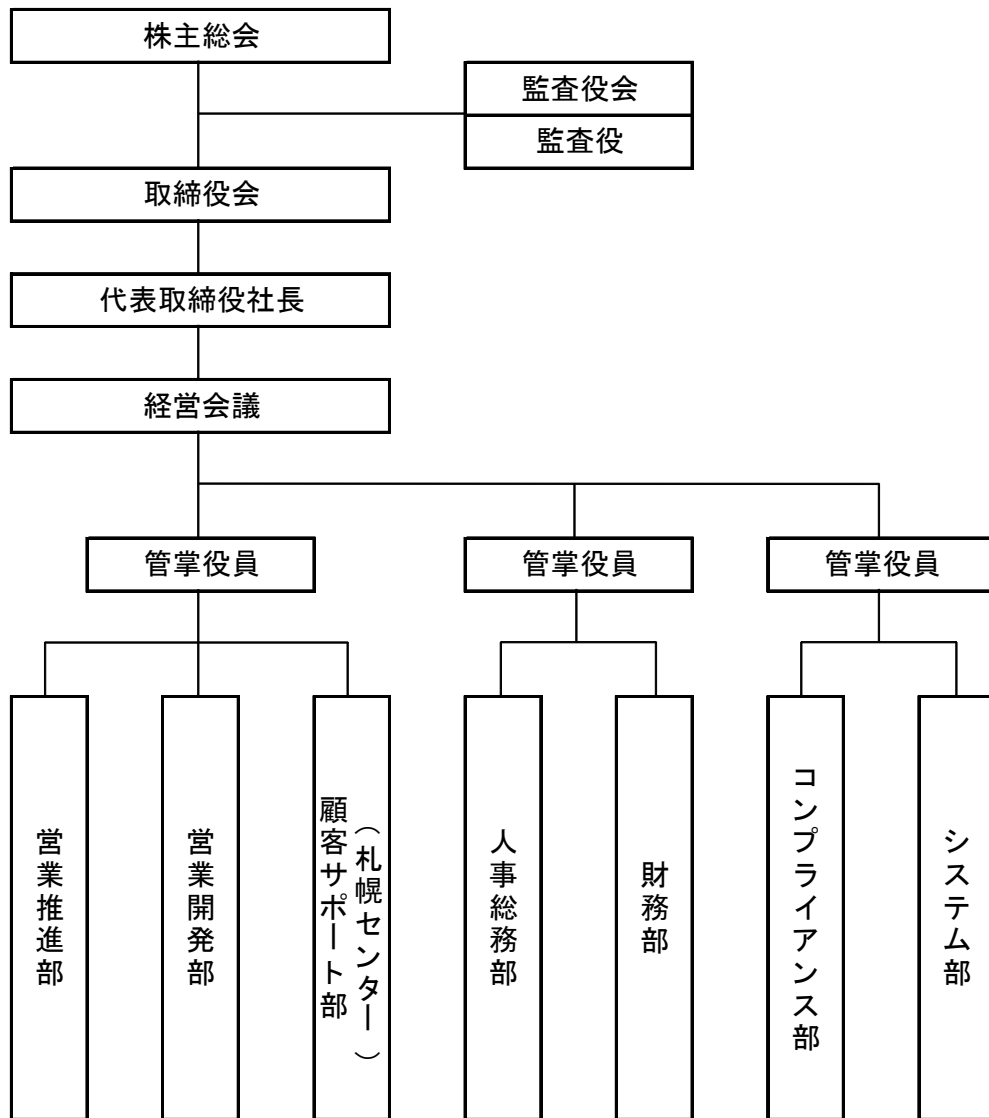 株主総会
監査役会
監査役
取締役会
代表取締役社長
経営会議
管掌役員
管掌役員
管掌役員
営業推進部
営業開発部
顧客サポート部
（札幌センター）
人事総務部
財務部
コンプライアンス部
システム部